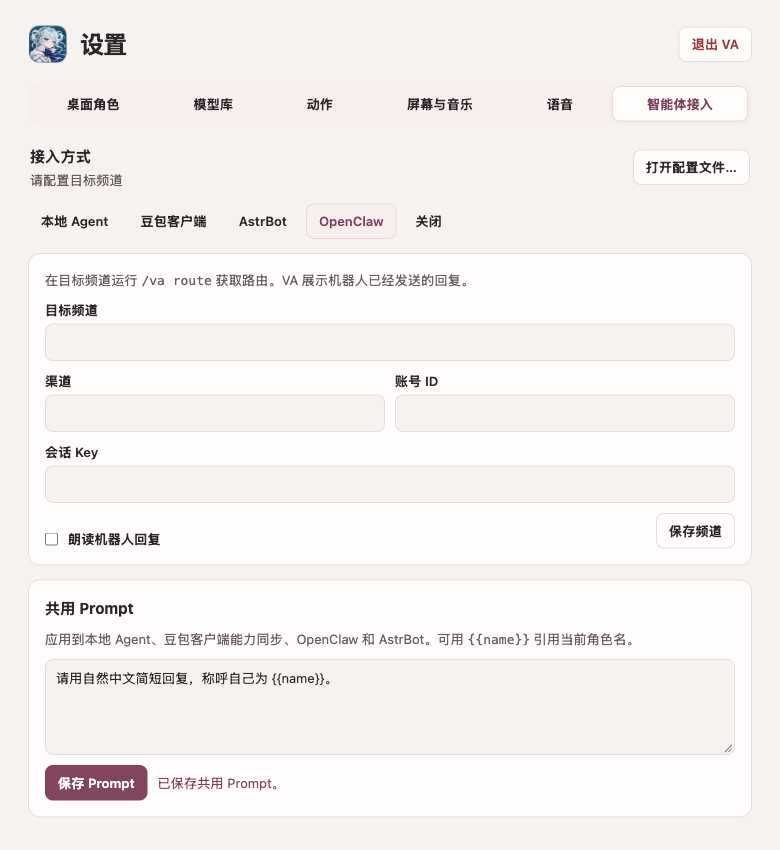 设置
退出 VA
桌面角色 模型库 动作 屏幕与音乐 语音 智能体接入
接入方式
请配置目标频道
打开配置文件...
本地 Agent 豆包客户端 AstrBot OpenClaw 关闭
在目标频道运行 /va route 获取路由。VA 展示机器人已经发送的回复。
目标频道
渠道 账号 ID
会话 Key
朗读机器人回复
保存频道
共用 Prompt
应用到本地 Agent、豆包客户端能力同步、OpenClaw 和 AstrBot。可用 {{name}} 引用当前角色名。
请用自然中文简短回复，称呼自己为 {{name}}。
保存 Prompt 已保存共用 Prompt。